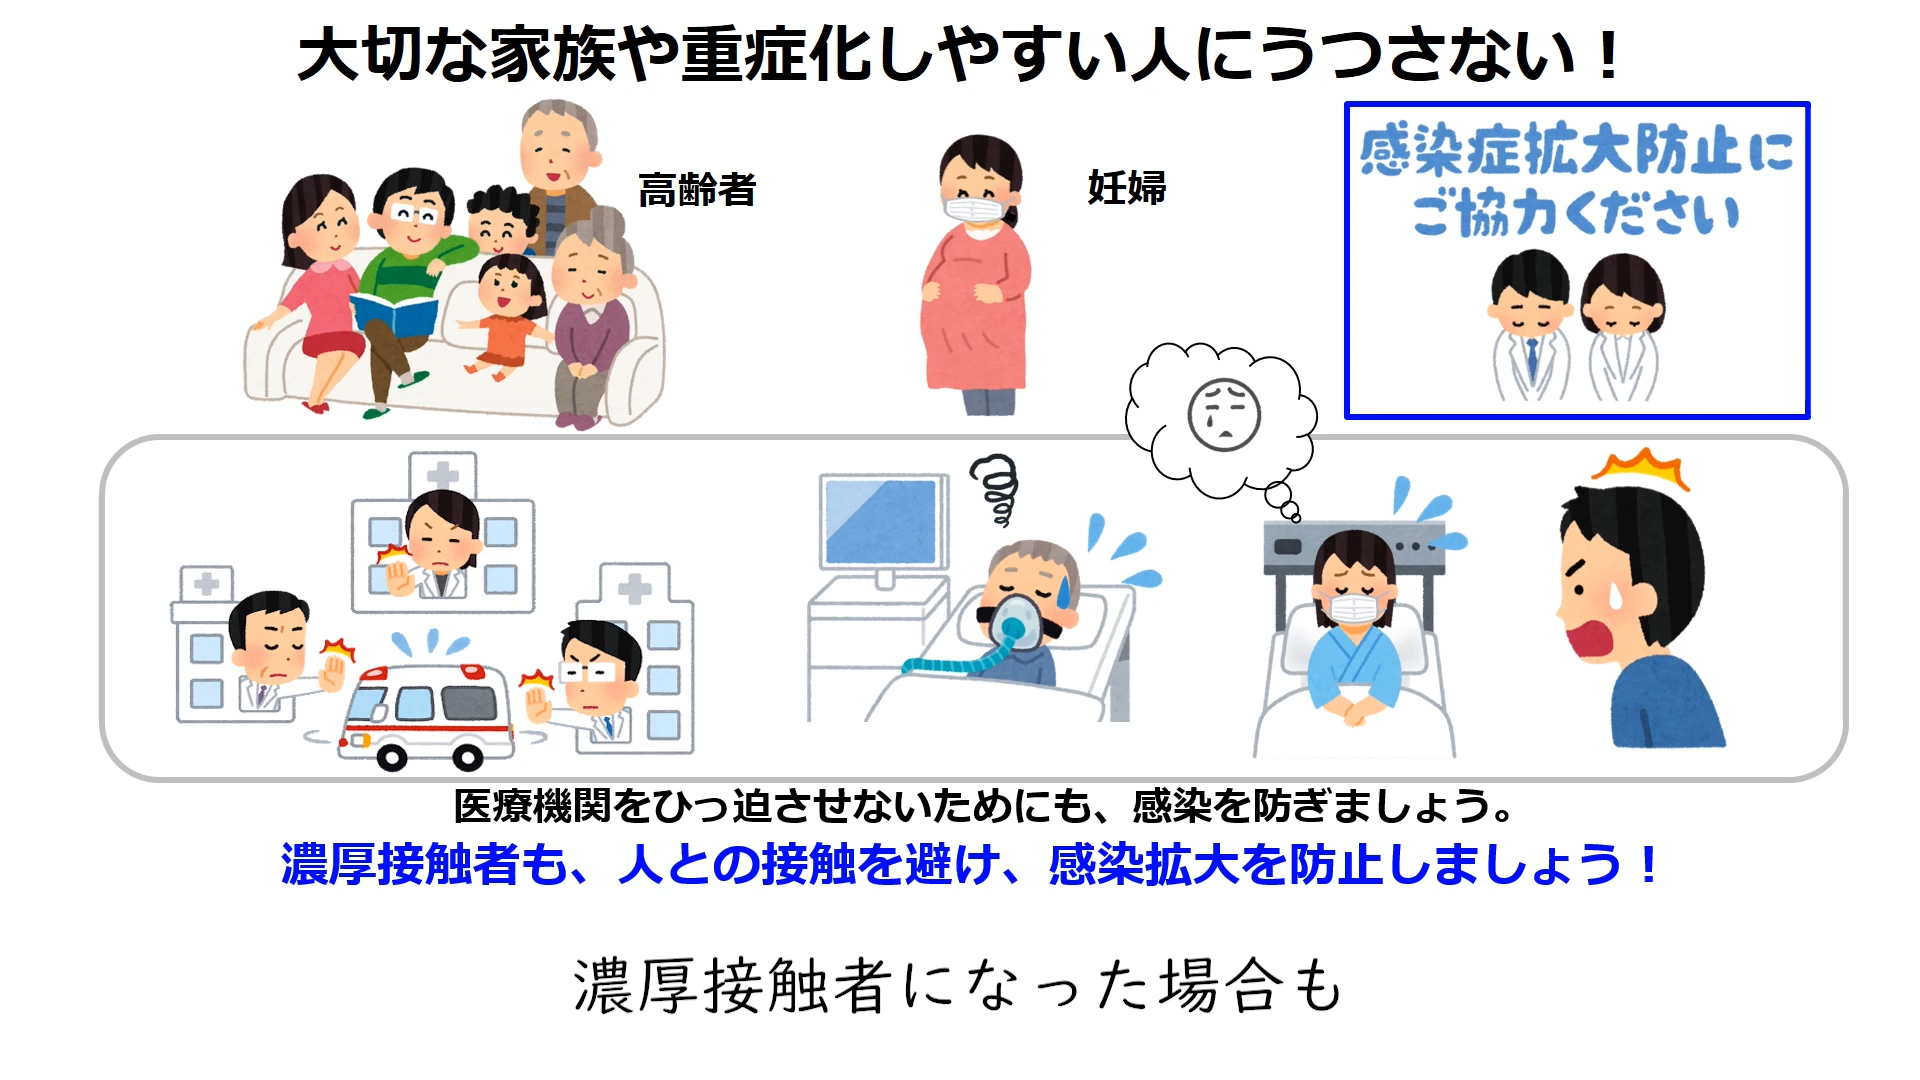 大切な家族や重症化しやすい人にうつさない！
高齢者
妊婦
感染症拡大防止に
ご協力ください
医療機関をひっ迫させないためにも、感染を防ぎましょう。
濃厚接触者も、人との接触を避け、感染拡大を防止しましょう！
濃厚接触者になった場合も